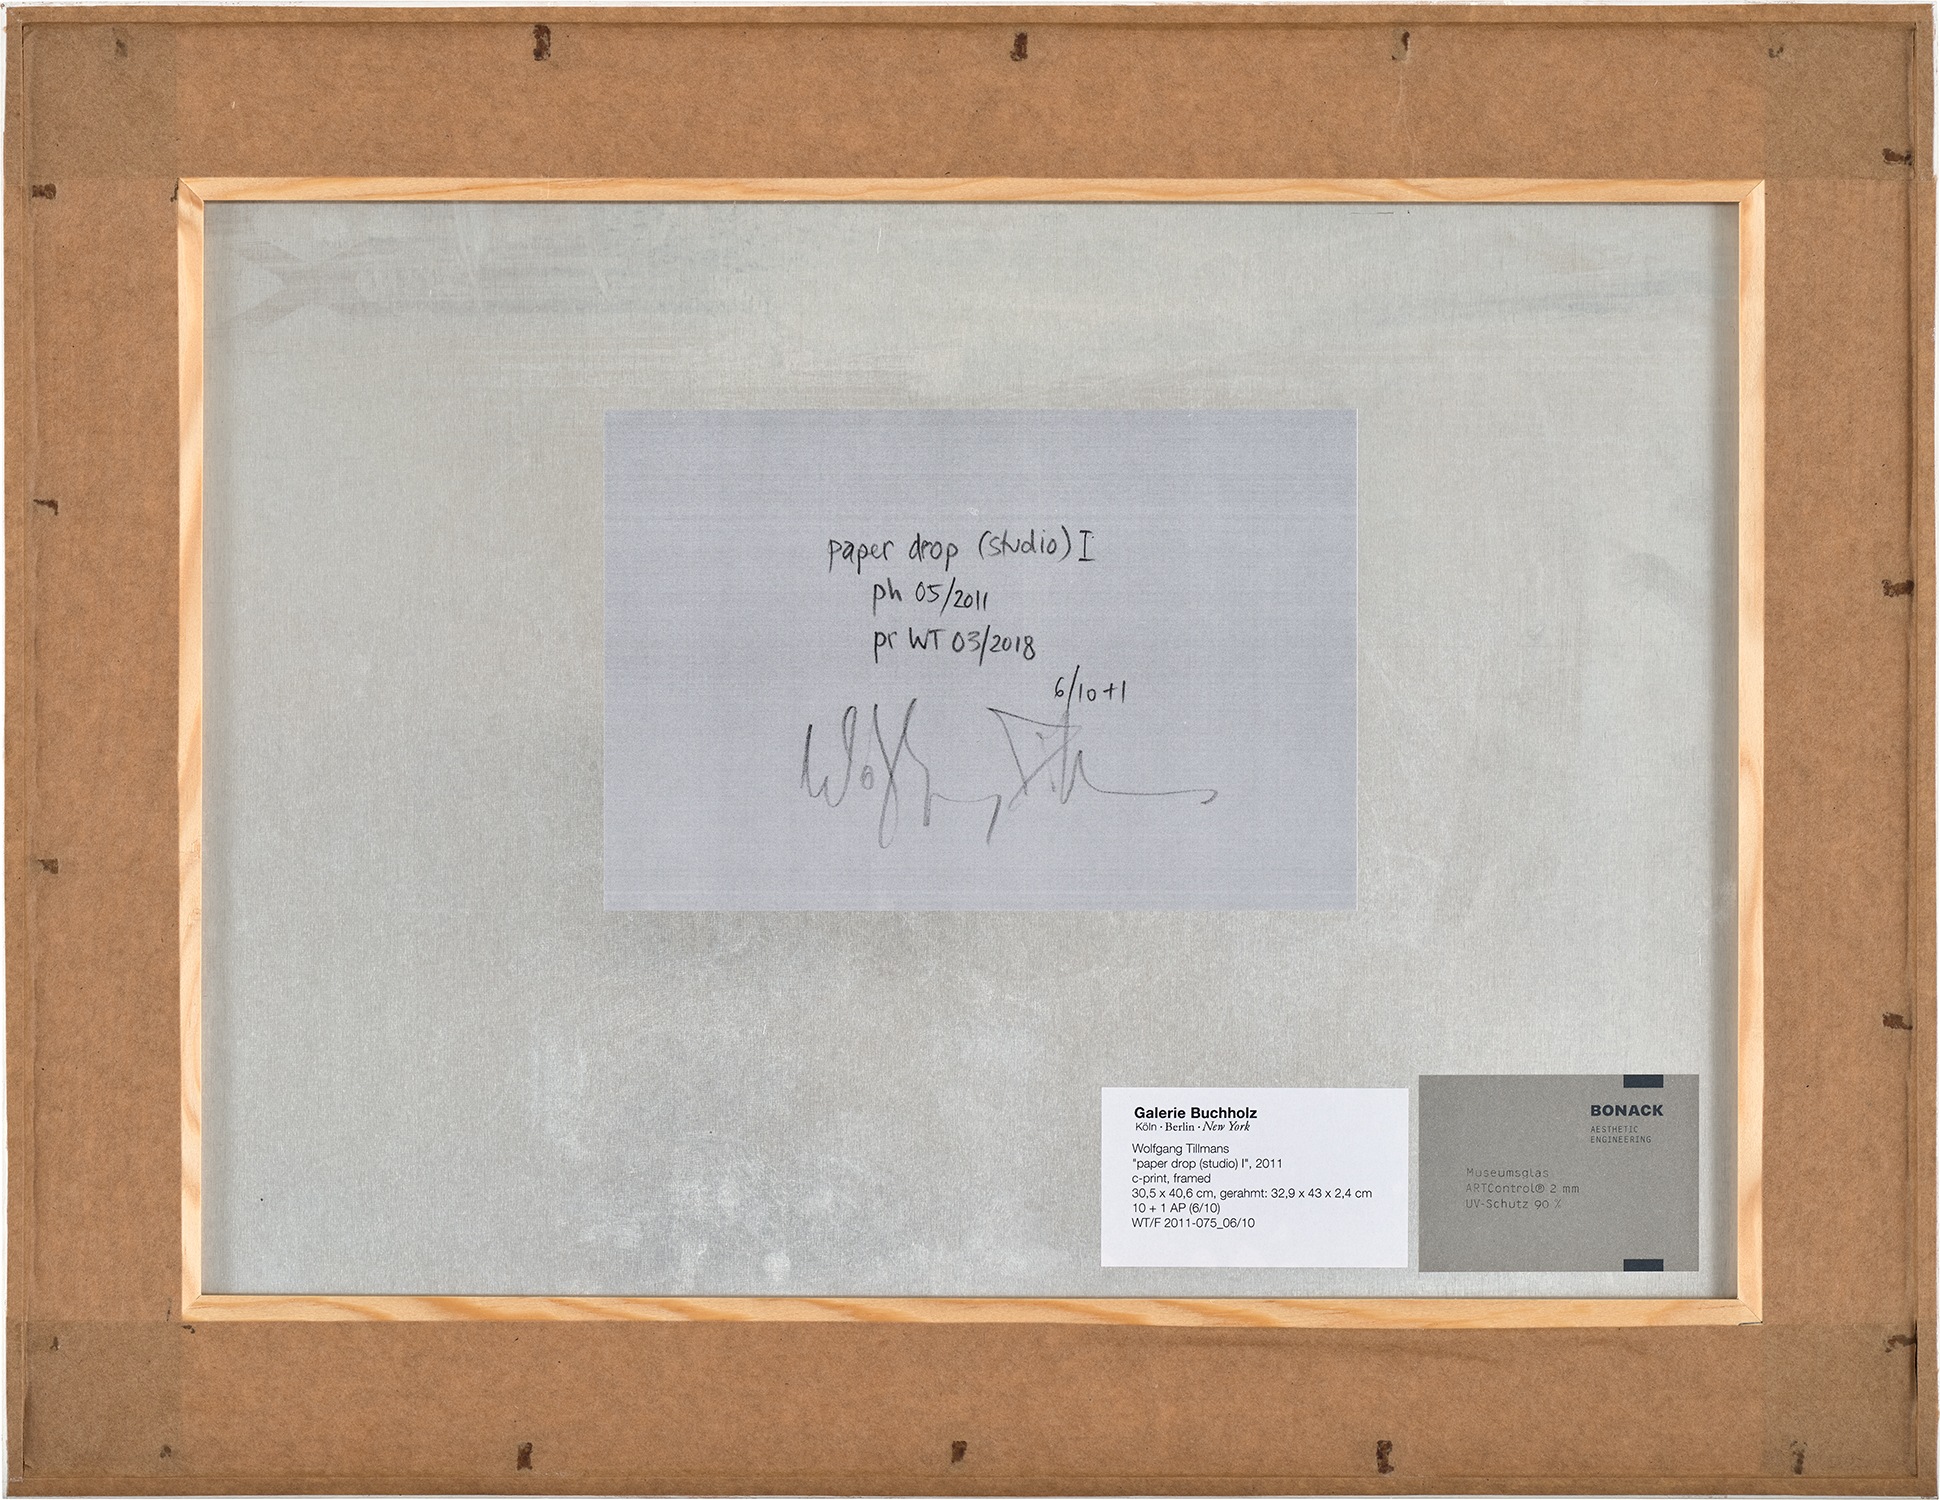 paper drop (studio) I
ph 05/2011
pr WT 03/2018
6/10+1
Wolfgang Tillmans
Galerie Buchholz
Köln · Berlin · New York
Wolfgang Tillmans
"paper drop (studio) I", 2011
c-print, framed
30,5 x 40,6 cm, gerahmt: 32,9 x 43 x 2,4 cm
10 + 1 AP (6/10)
WT/F 2011-075_06/10
BONACK
AESTHETIC
ENGINEERING
Museumsglas
ARTControl® 2 mm
UV-Schutz 90 %